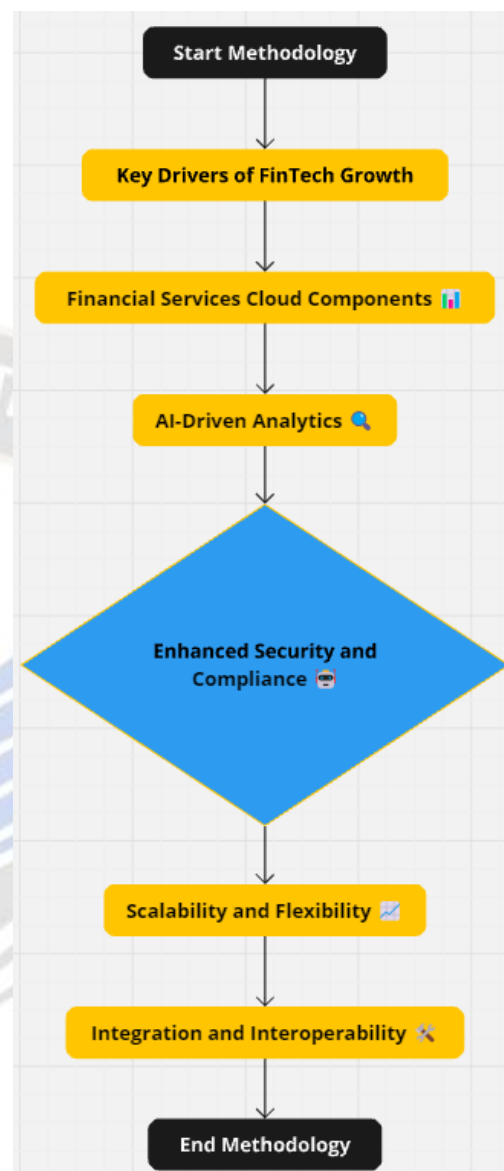 Start Methodology
Key Drivers of FinTech Growth
Financial Services Cloud Components 📊
AI-Driven Analytics 🔍
Enhanced Security and
Compliance 🤖
Scalability and Flexibility 📈
Integration and Interoperability 🛠️
End Methodology